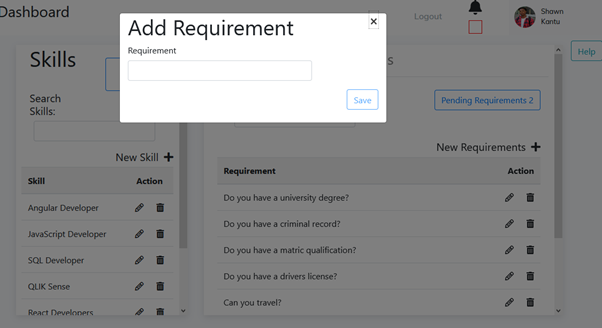 Dashboard
Logout
Shawn
Kantu
Help
Add Requirement
×
Requirement
Save
Skills
Search
Skills:
New Skill +
Skill Action
Angular Developer
JavaScript Developer
SQL Developer
QLIK Sense
React Developers
Pending Requirements 2
New Requirements +
Requirement Action
Do you have a university degree?
Do you have a criminal record?
Do you have a matric qualification?
Do you have a drivers license?
Can you travel?